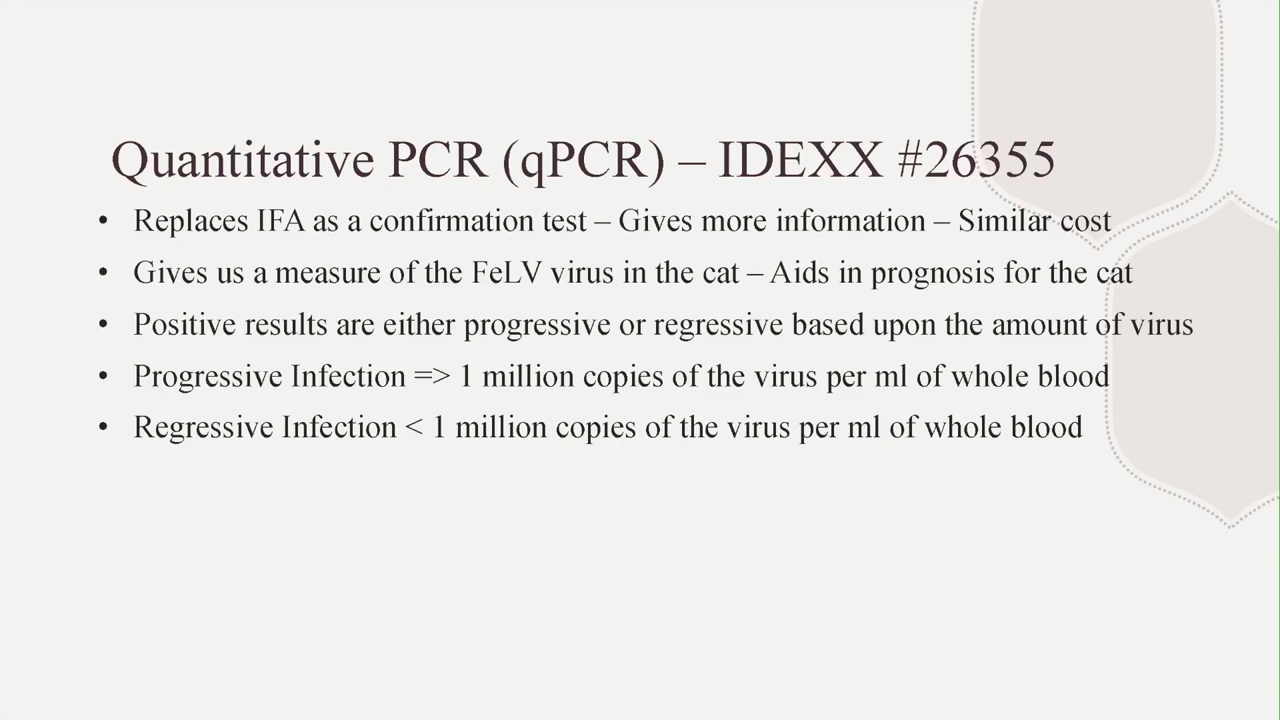 Quantitative PCR (qPCR) – IDEXX #26355
• Replaces IFA as a confirmation test – Gives more information – Similar cost
• Gives us a measure of the FeLV virus in the cat – Aids in prognosis for the cat
• Positive results are either progressive or regressive based upon the amount of virus
• Progressive Infection => 1 million copies of the virus per ml of whole blood
• Regressive Infection < 1 million copies of the virus per ml of whole blood